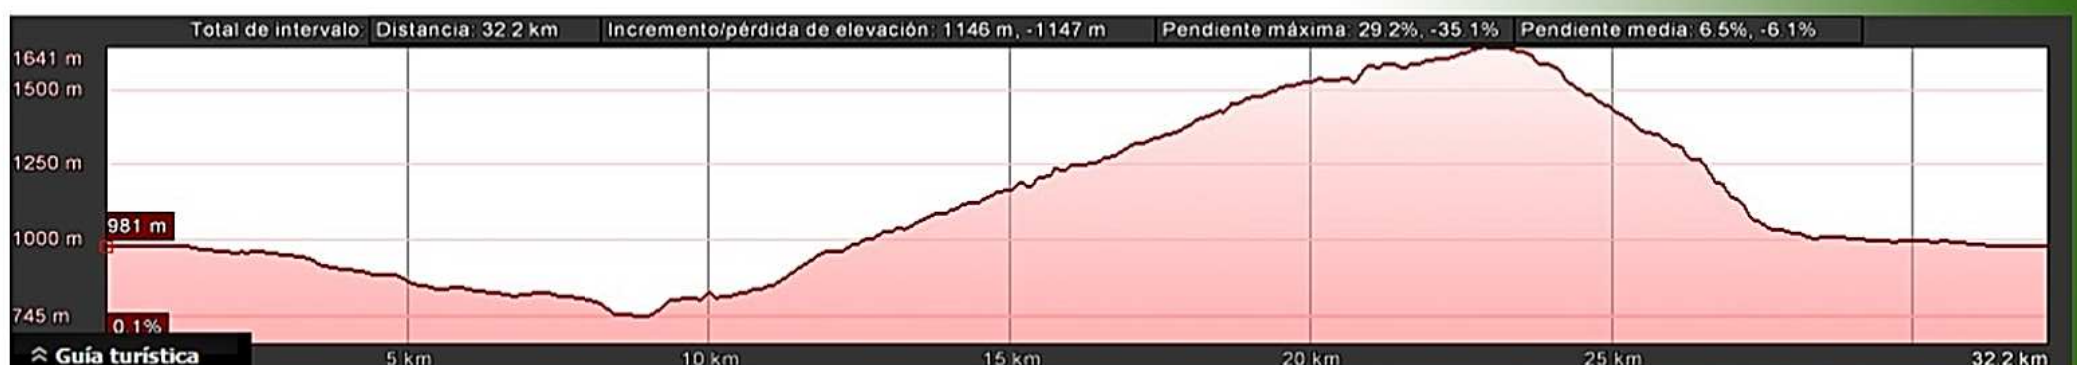 Total de intervalo: Distancia: 32.2 km Incremento/pérdida de elevación: 1146 m, -1147 m Pendiente máxima: 29.2%, -35.1% Pendiente media: 6.5%, -6.1%
1641 m
1500 m
1250 m
981 m
1000 m
745 m
0.1%
Guía turística
5 km 10 km 15 km 20 km 25 km 32.2 km